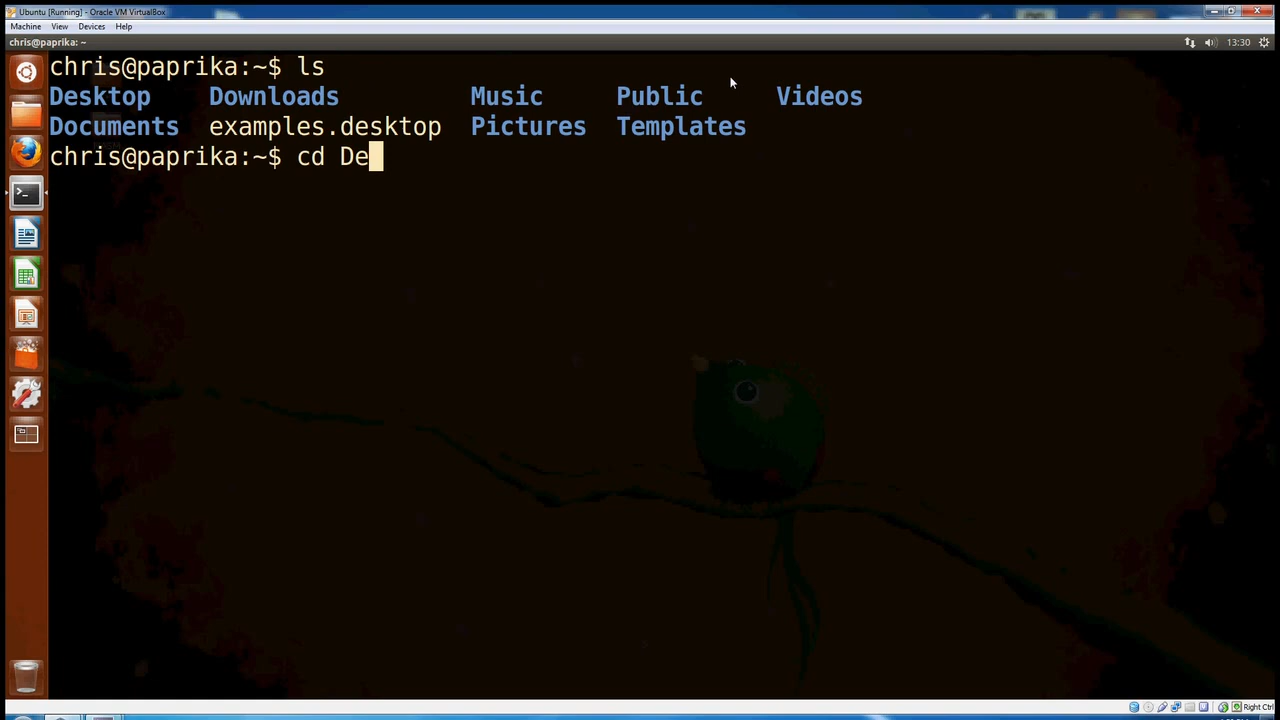 Ubuntu [Running] - Oracle VM VirtualBox
Machine View Devices Help
chris@paprika: ~ 13:30
chris@paprika:~$ ls
Desktop Downloads Music Public Videos
Documents examples.desktop Pictures Templates
chris@paprika:~$ cd De
Right Ctrl